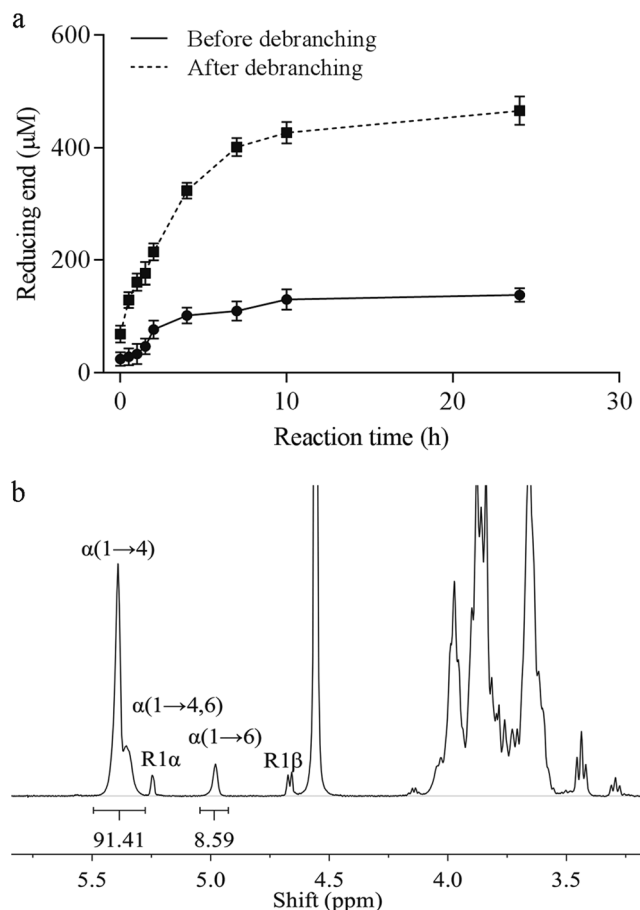 a
600
400
200
0
Reducing end (μM)
Before debranching
After debranching
0
10
20
30
Reaction time (h)
b
α(1→4)
α(1→4,6)
R1α
α(1→6)
R1β
91.41
8.59
5.5
5.0
4.5
4.0
3.5
Shift (ppm)